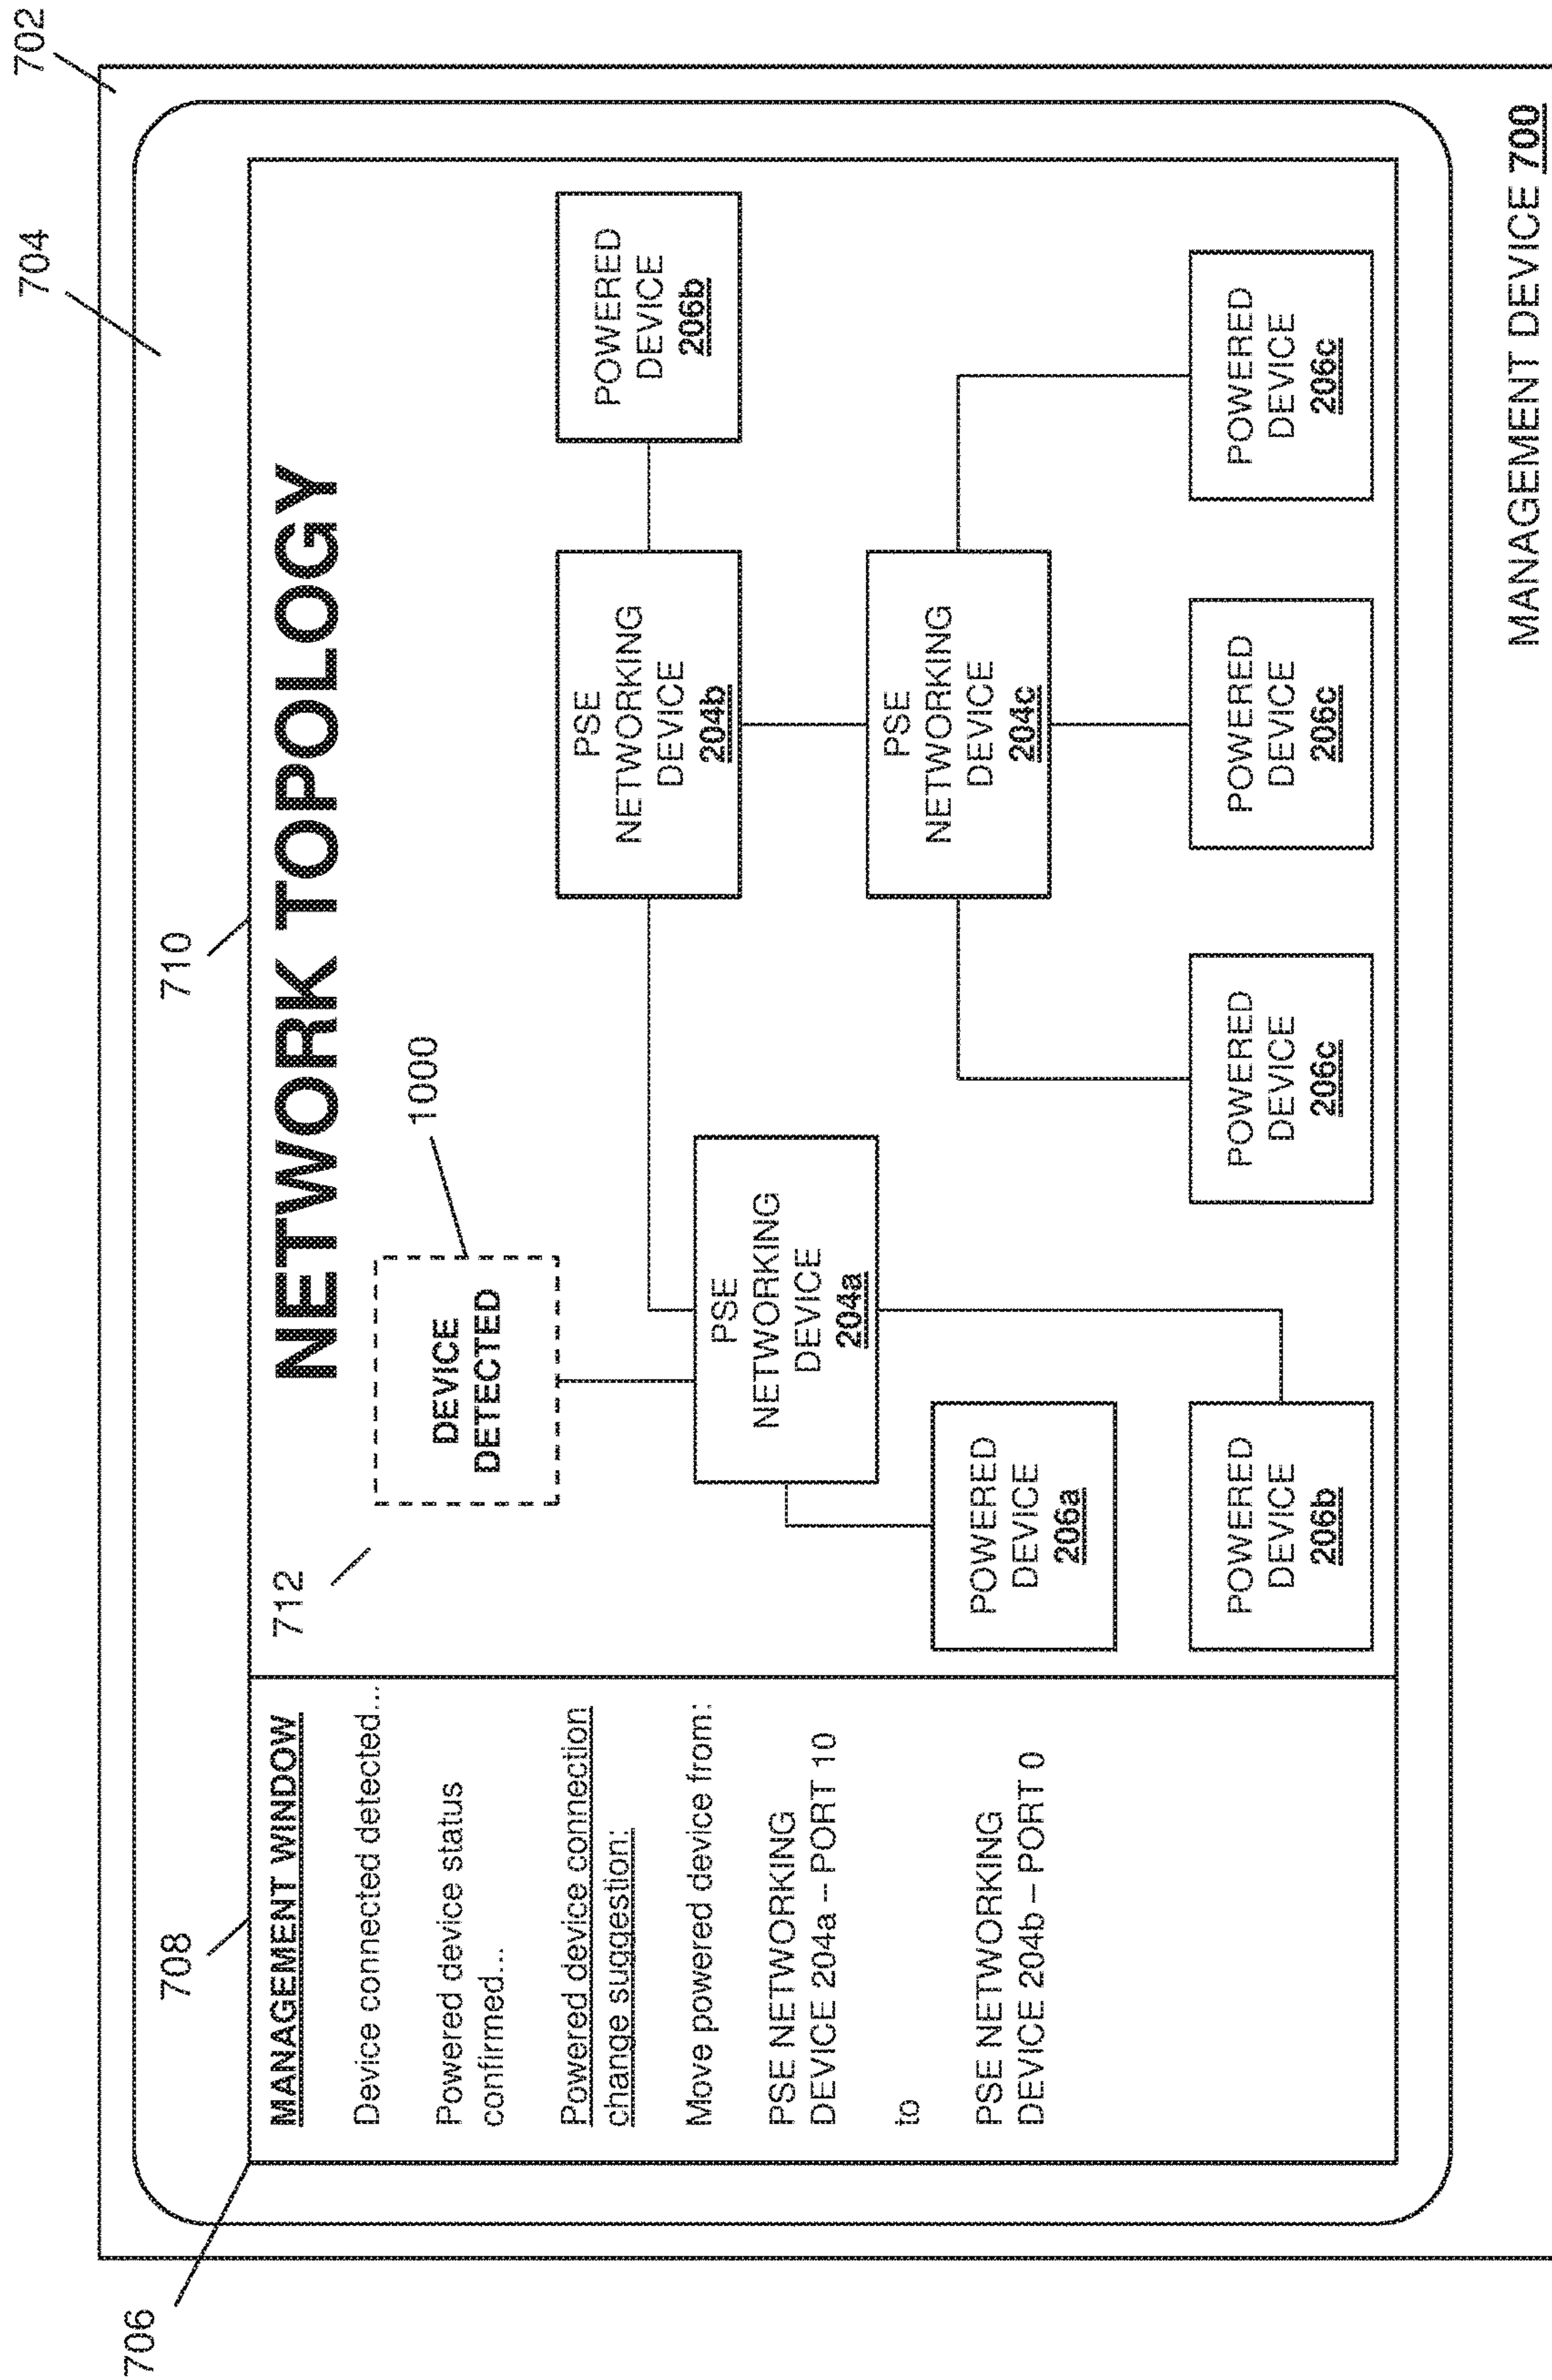 702
704
706
708
710
MANAGEMENT WINDOW
Device connected detected...
Powered device status
confirmed...
Powered device connection
change suggestion:
Move powered device from:
PSE NETWORKING
DEVICE 204a -- PORT 10
to
PSE NETWORKING
DEVICE 204b – PORT 0
NETWORK TOPOLOGY
712
1000
DEVICE
DETECTED
PSE
NETWORKING
DEVICE
204a
PSE
NETWORKING
DEVICE
204b
POWERED
DEVICE
206b
POWERED
DEVICE
206a
PSE
NETWORKING
DEVICE
204c
POWERED
DEVICE
206b
POWERED
DEVICE
206c
POWERED
DEVICE
206c
POWERED
DEVICE
206c
MANAGEMENT DEVICE 700